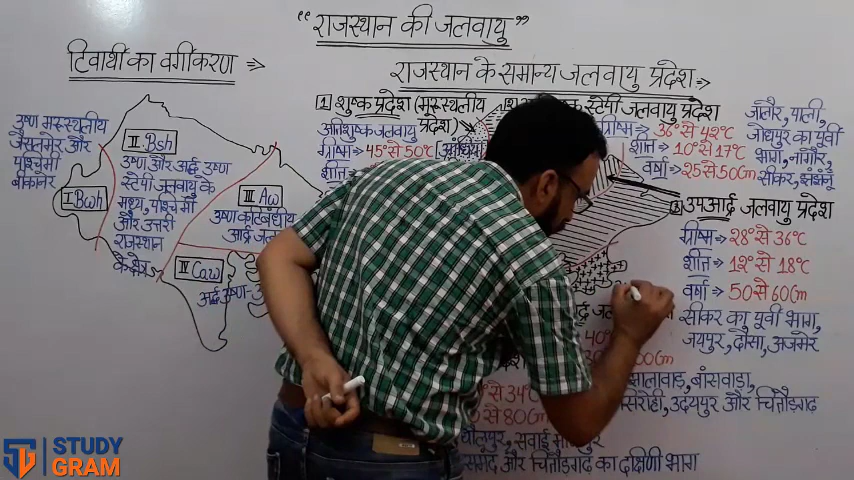 “राजस्थान की जलवायु”
ट्रिवार्थी का वर्गीकरण ⇒
राजस्थान के सामान्य जलवायु प्रदेश :→
उष्ण मरूस्थलीय
जैसलमेर और
पश्चिमी
बीकानेर
I Bwh
II Bsh
उष्ण और अर्द्ध उष्ण
स्टेपी जलवायु के
मध्य, पश्चिमी
और उत्तरी
राजस्थान
के क्षेत्र
III Aw
उष्ण कटिबंधीय
आर्द्र
IV Caw
अर्द्ध उष्ण
1 शुष्क प्रदेश (मरूस्थलीय
प्रदेश)
अतिशुष्क जलवायु
ग्रीष्म → 45° से 50℃
शीत
स्टेपी जलवायु प्रदेश
ग्रीष्म → 36° से 42℃
शीत → 10° से 17℃
वर्षा → 25 से 50cm
जालौर, पाली,
जोधपुर का पूर्वी
भाग, नागौर,
सीकर, झुंझुनूं
3 उपआर्द्र जलवायु प्रदेश
ग्रीष्म → 28° से 36℃
शीत → 12° से 18℃
वर्षा → 50 से 60cm
सीकर का पूर्वी भाग,
जयपुर, दौसा, अजमेर
झालावाड़, बांसवाड़ा,
सिरोही, उदयपुर और चित्तौड़गढ़
से 34
से 80cm
धौलपुर, सवाई
और चित्तौड़गढ़ का दक्षिणी भाग
STUDY
GRAM